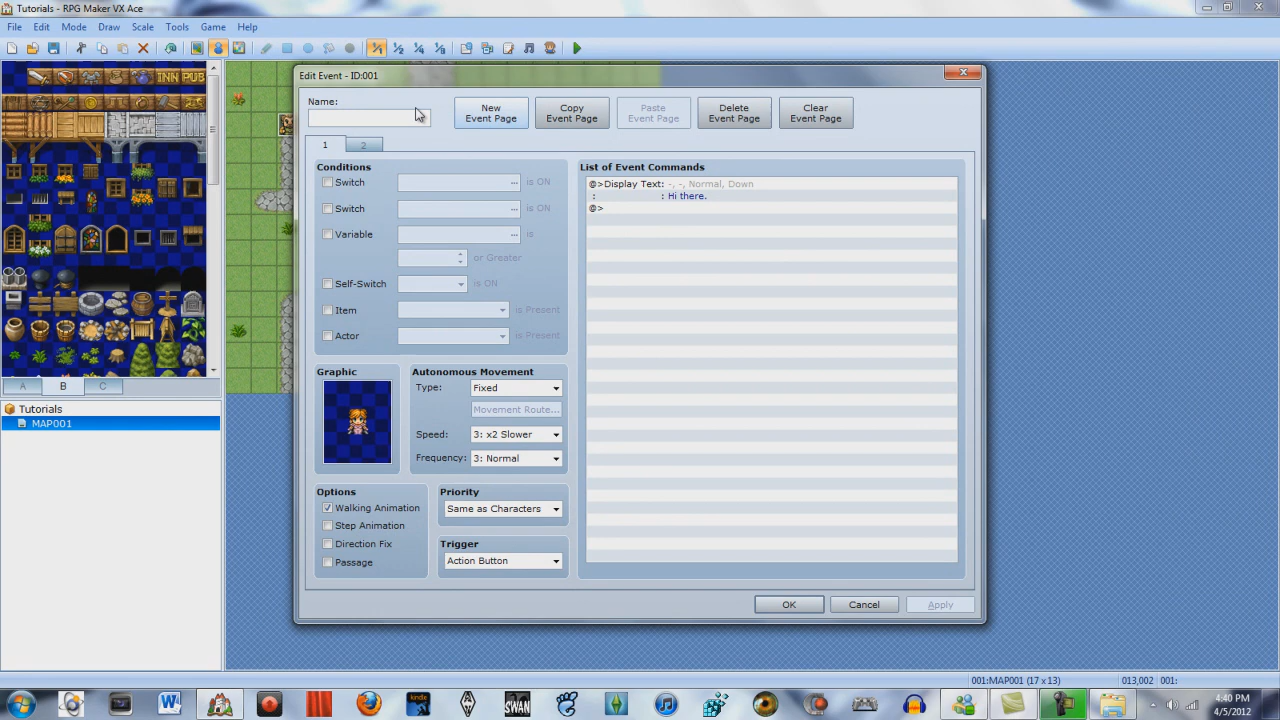 Tutorials - RPG Maker VX Ace
File Edit Mode Draw Scale Tools Game Help
INN PUB
Edit Event - ID:001
Name:
New Event Page
Copy Event Page
Paste Event Page
Delete Event Page
Clear Event Page
1 2
Conditions
Switch ... is ON
Switch ... is ON
Variable ... is
or Greater
Self-Switch is ON
Item is Present
Actor is Present
List of Event Commands
@>Display Text: -, -, Normal, Down
: : Hi there.
@>
Graphic
Autonomous Movement
Type: Fixed
Movement Route...
Speed: 3: x2 Slower
Frequency: 3: Normal
Options
Walking Animation
Step Animation
Direction Fix
Passage
Priority
Same as Characters
Trigger
Action Button
OK Cancel Apply
A B C
Tutorials
MAP001
001:MAP001 (17 x 13) 013,002 001:
kndx
SWAN
4:40 PM
4/5/2012